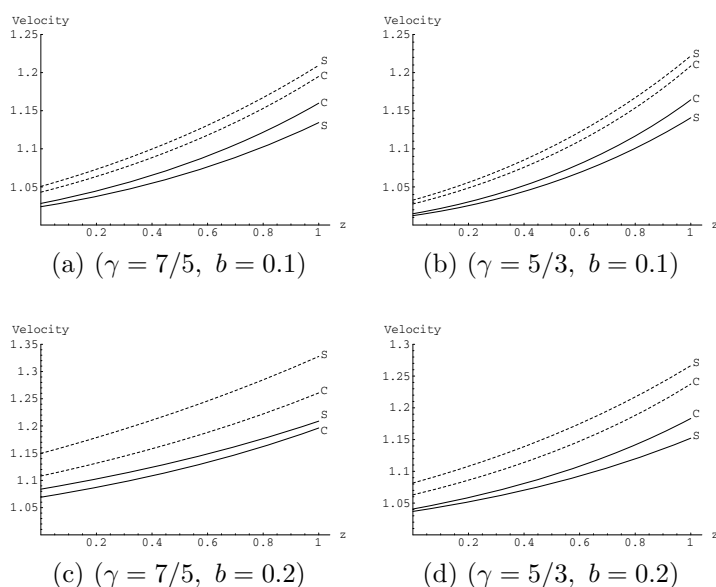 Velocity
1.25
1.2
1.15
1.1
1.05
0.2 0.4 0.6 0.8 1 z
S
C
C
S
(a) (γ = 7/5, b = 0.1)
Velocity
1.25
1.2
1.15
1.1
1.05
0.2 0.4 0.6 0.8 1 z
S
C
C
S
(b) (γ = 5/3, b = 0.1)
Velocity
1.35
1.3
1.25
1.2
1.15
1.1
1.05
0.2 0.4 0.6 0.8 1 z
S
C
S
C
(c) (γ = 7/5, b = 0.2)
Velocity
1.3
1.25
1.2
1.15
1.1
1.05
0.2 0.4 0.6 0.8 1 z
S
C
C
S
(d) (γ = 5/3, b = 0.2)